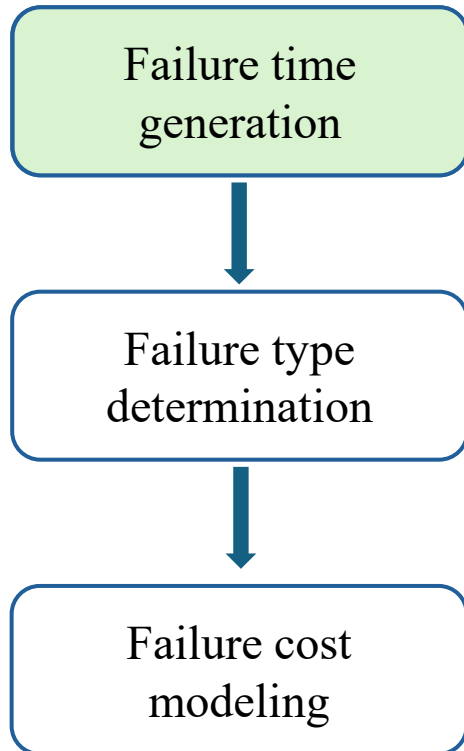 Failure time
generation
Failure type
determination
Failure cost
modeling